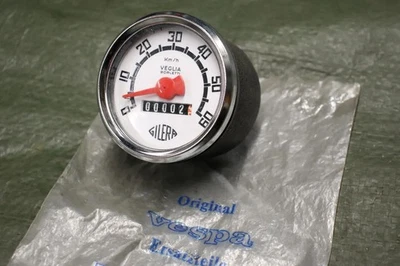 0 10 20 30 40 50 60
Km/h
VEGLIA
BORLETTI
00002
GILERA
Original
vespa
Ersatzteile